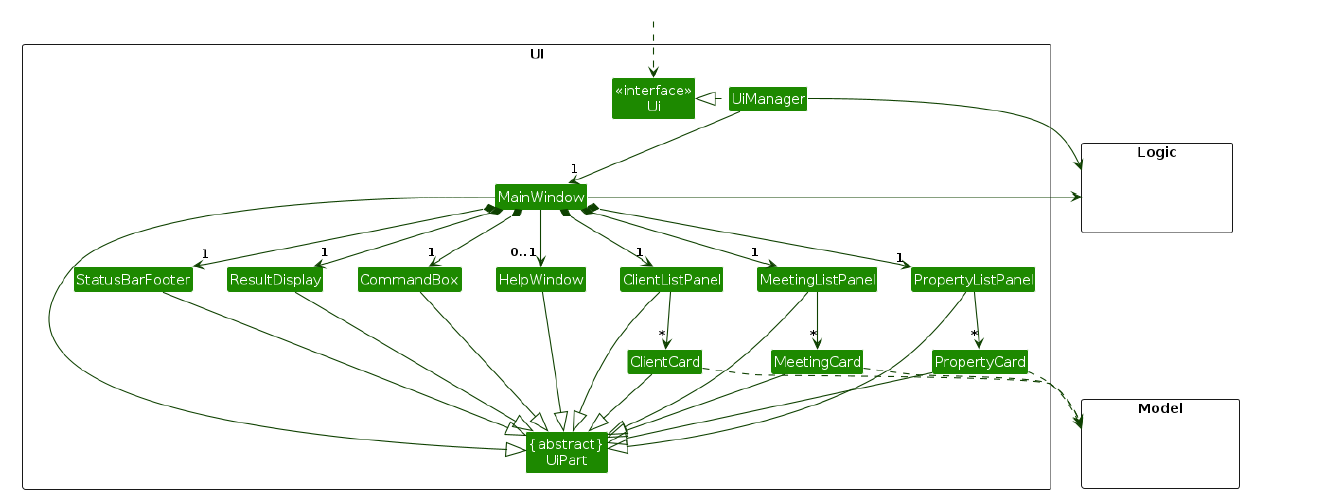 UI
«interface»
Ui
UiManager
Logic
1
MainWindow
1
1
1
0..1
1
1
1
StatusBarFooter
ResultDisplay
CommandBox
HelpWindow
ClientListPanel
MeetingListPanel
PropertyListPanel
*
*
*
ClientCard
MeetingCard
PropertyCard
Model
{abstract}
UiPart